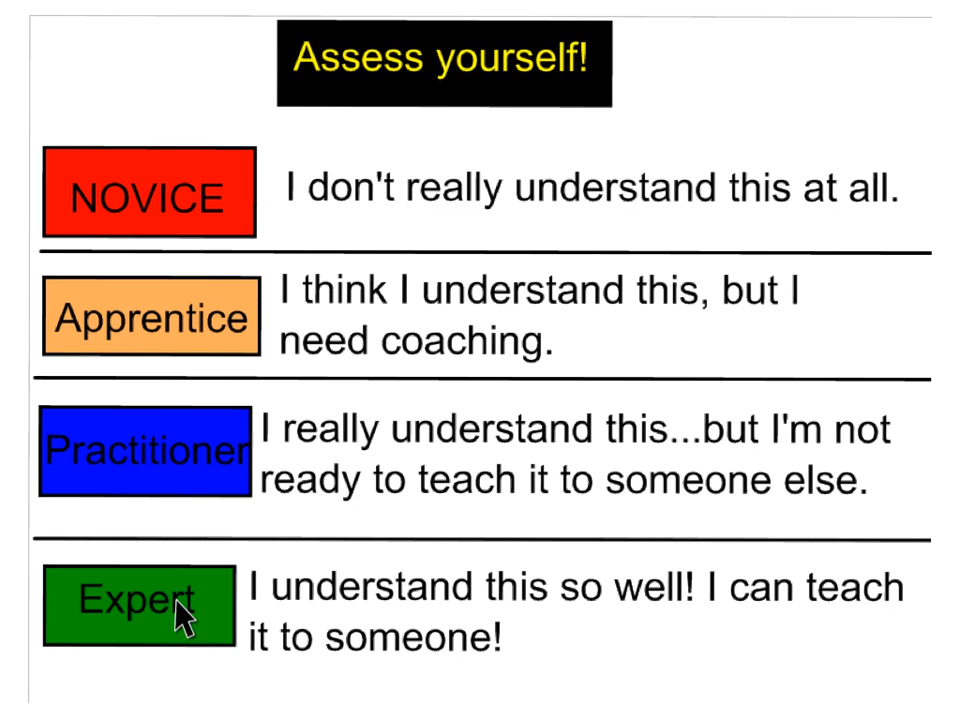 Assess yourself!
NOVICE
I don't really understand this at all.
Apprentice
I think I understand this, but I
need coaching.
Practitioner
I really understand this...but I'm not
ready to teach it to someone else.
Expert
I understand this so well! I can teach
it to someone!